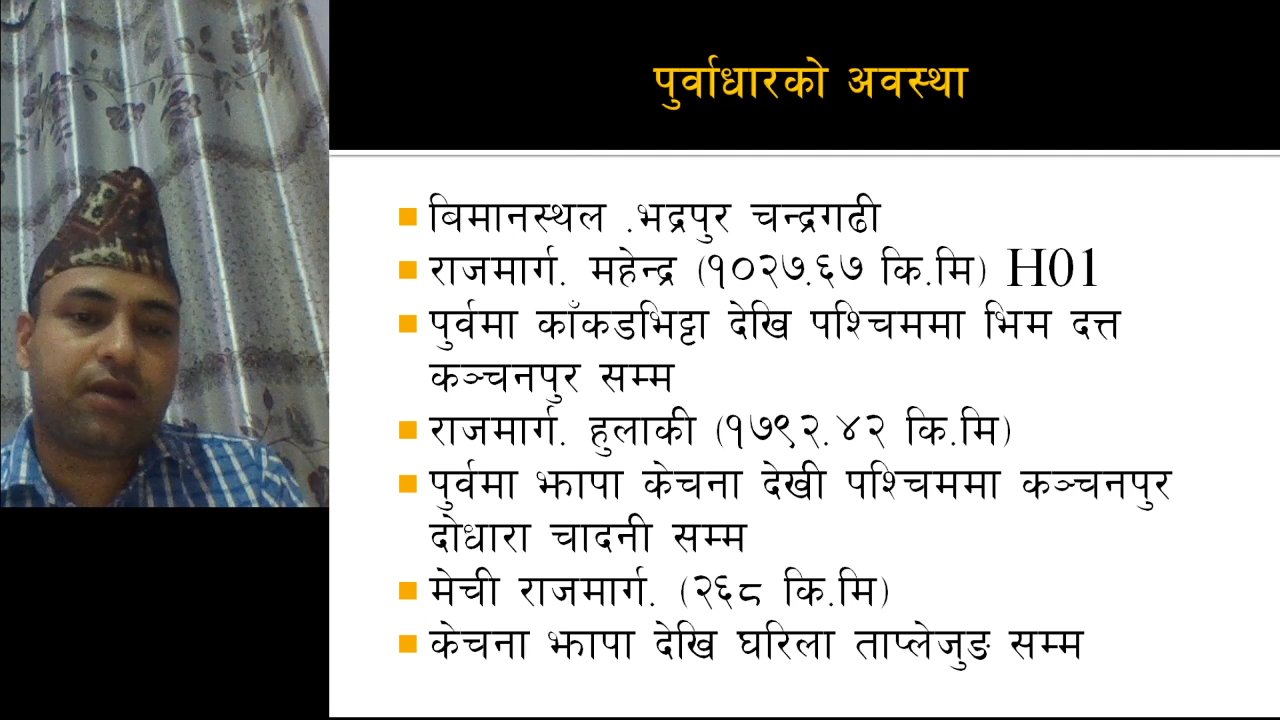 पुर्वाधारको अवस्था
बिमानस्थल .भद्रपुर चन्द्रगढी
राजमार्ग. महेन्द्र (१०२७.६७ कि.मि) H01
पुर्वमा काँकडभिट्टा देखि पश्चिममा भिम दत्त
कञ्चनपुर सम्म
राजमार्ग. हुलाकी (१७९२.४२ कि.मि)
पुर्वमा झापा केचना देखी पश्चिममा कञ्चनपुर
दोधारा चादनी सम्म
मेची राजमार्ग. (२६८ कि.मि)
केचना झापा देखि घरिला ताप्लेजुङ सम्म